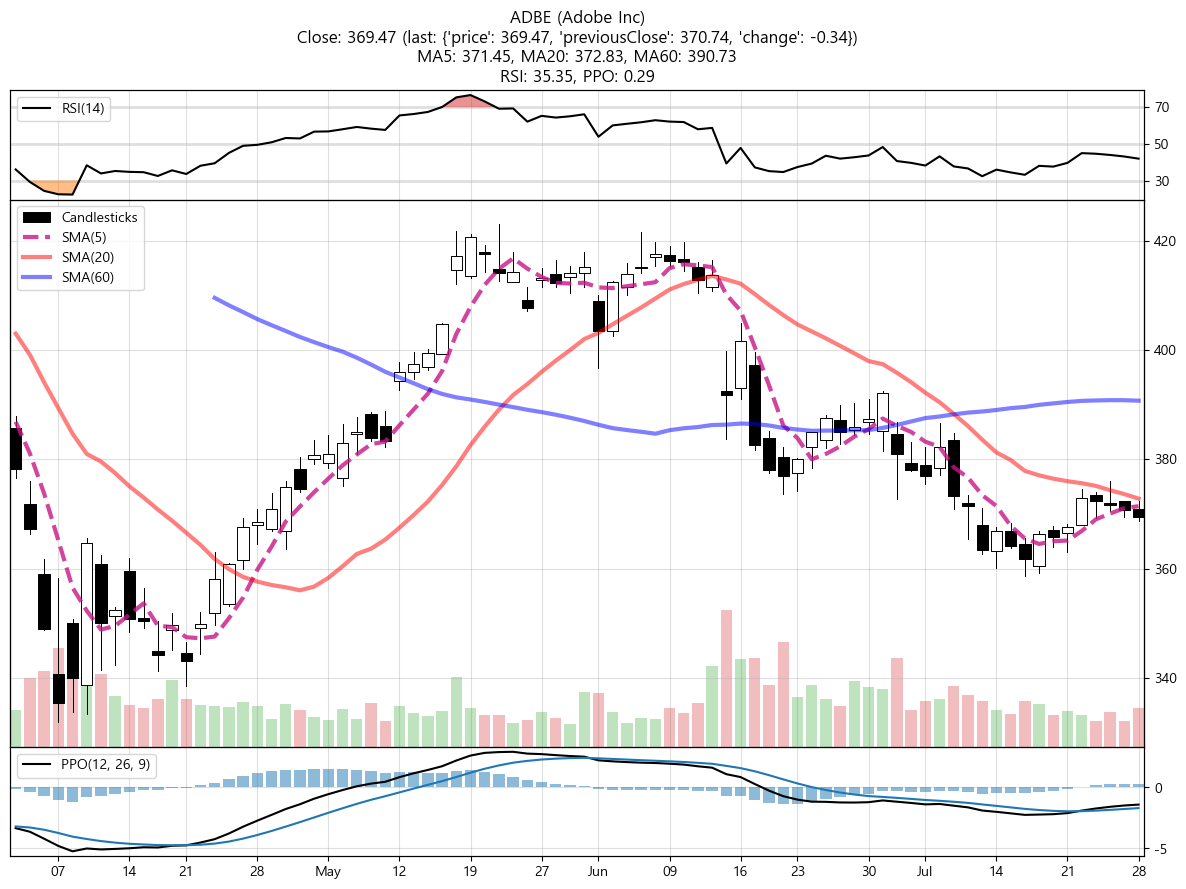 ADBE (Adobe Inc)
Close: 369.47 (last: {'price': 369.47, 'previousClose': 370.74, 'change': -0.34})
MA5: 371.45, MA20: 372.83, MA60: 390.73
RSI: 35.35, PPO: 0.29
RSI(14)
70
50
30
Candlesticks
SMA(5)
SMA(20)
SMA(60)
420
400
380
360
340
PPO(12, 26, 9)
0
-5
07 14 21 28 May 12 19 27 Jun 09 16 23 30 Jul 14 21 28